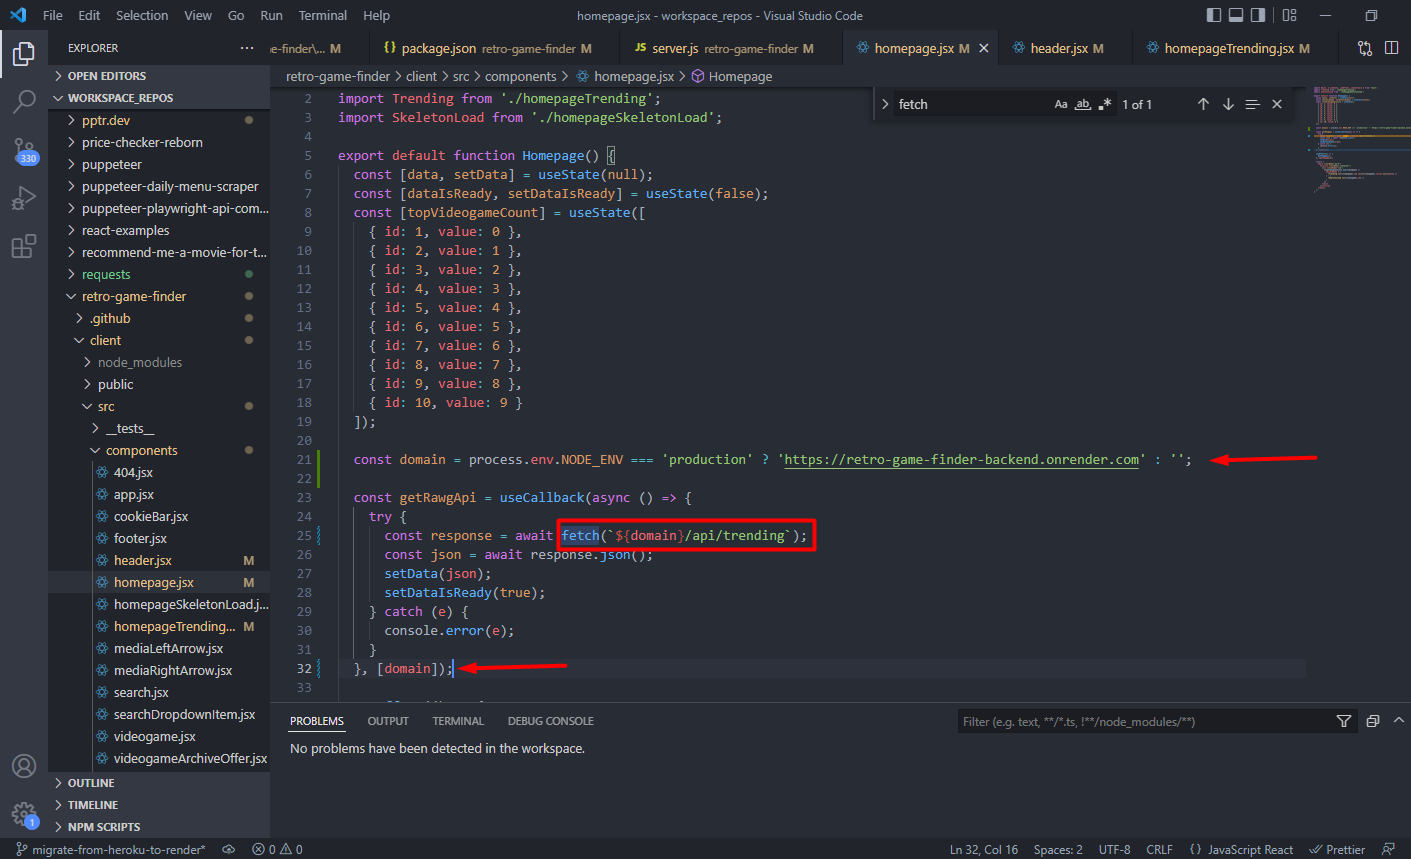 File Edit Selection View Go Run Terminal Help
homepage.jsx - workspace_repos - Visual Studio Code
EXPLORER
e-finder\... M
{} package.json retro-game-finder M
JS server.js retro-game-finder M
homepage.jsx M
header.jsx M
homepageTrending.jsx M
OPEN EDITORS
WORKSPACE_REPOS
pptr.dev
price-checker-reborn
puppeteer
puppeteer-daily-menu-scraper
puppeteer-playwright-api-com...
react-examples
recommend-me-a-movie-for-t...
requests
retro-game-finder
.github
client
node_modules
public
src
__tests__
components
404.jsx
app.jsx
cookieBar.jsx
footer.jsx
header.jsx M
homepage.jsx M
homepageSkeletonLoad.j...
homepageTrending... M
mediaLeftArrow.jsx
mediaRightArrow.jsx
search.jsx
searchDropdownItem.jsx
videogame.jsx
videogameArchiveOffer.jsx
OUTLINE
TIMELINE
NPM SCRIPTS
330
1
retro-game-finder > client > src > components > homepage.jsx > Homepage
fetch Aa ab .* 1 of 1
2 import Trending from './homepageTrending';
3 import SkeletonLoad from './homepageSkeletonLoad';
4
5 export default function Homepage() {
6 const [data, setData] = useState(null);
7 const [dataIsReady, setDataIsReady] = useState(false);
8 const [topVideogameCount] = useState([
9 { id: 1, value: 0 },
10 { id: 2, value: 1 },
11 { id: 3, value: 2 },
12 { id: 4, value: 3 },
13 { id: 5, value: 4 },
14 { id: 6, value: 5 },
15 { id: 7, value: 6 },
16 { id: 8, value: 7 },
17 { id: 9, value: 8 },
18 { id: 10, value: 9 }
19 ]);
20
21 const domain = process.env.NODE_ENV === 'production' ? 'https://retro-game-finder-backend.onrender.com' : '';
22
23 const getRawgApi = useCallback(async () => {
24 try {
25 const response = await fetch(`${domain}/api/trending`);
26 const json = await response.json();
27 setData(json);
28 setDataIsReady(true);
29 } catch (e) {
30 console.error(e);
31 }
32 }, [domain]);
33
PROBLEMS OUTPUT TERMINAL DEBUG CONSOLE
Filter (e.g. text, **/*.ts, !**/node_modules/**)
No problems have been detected in the workspace.
migrate-from-heroku-to-render* 0 0
Ln 32, Col 16 Spaces: 2 UTF-8 CRLF {} JavaScript React Prettier